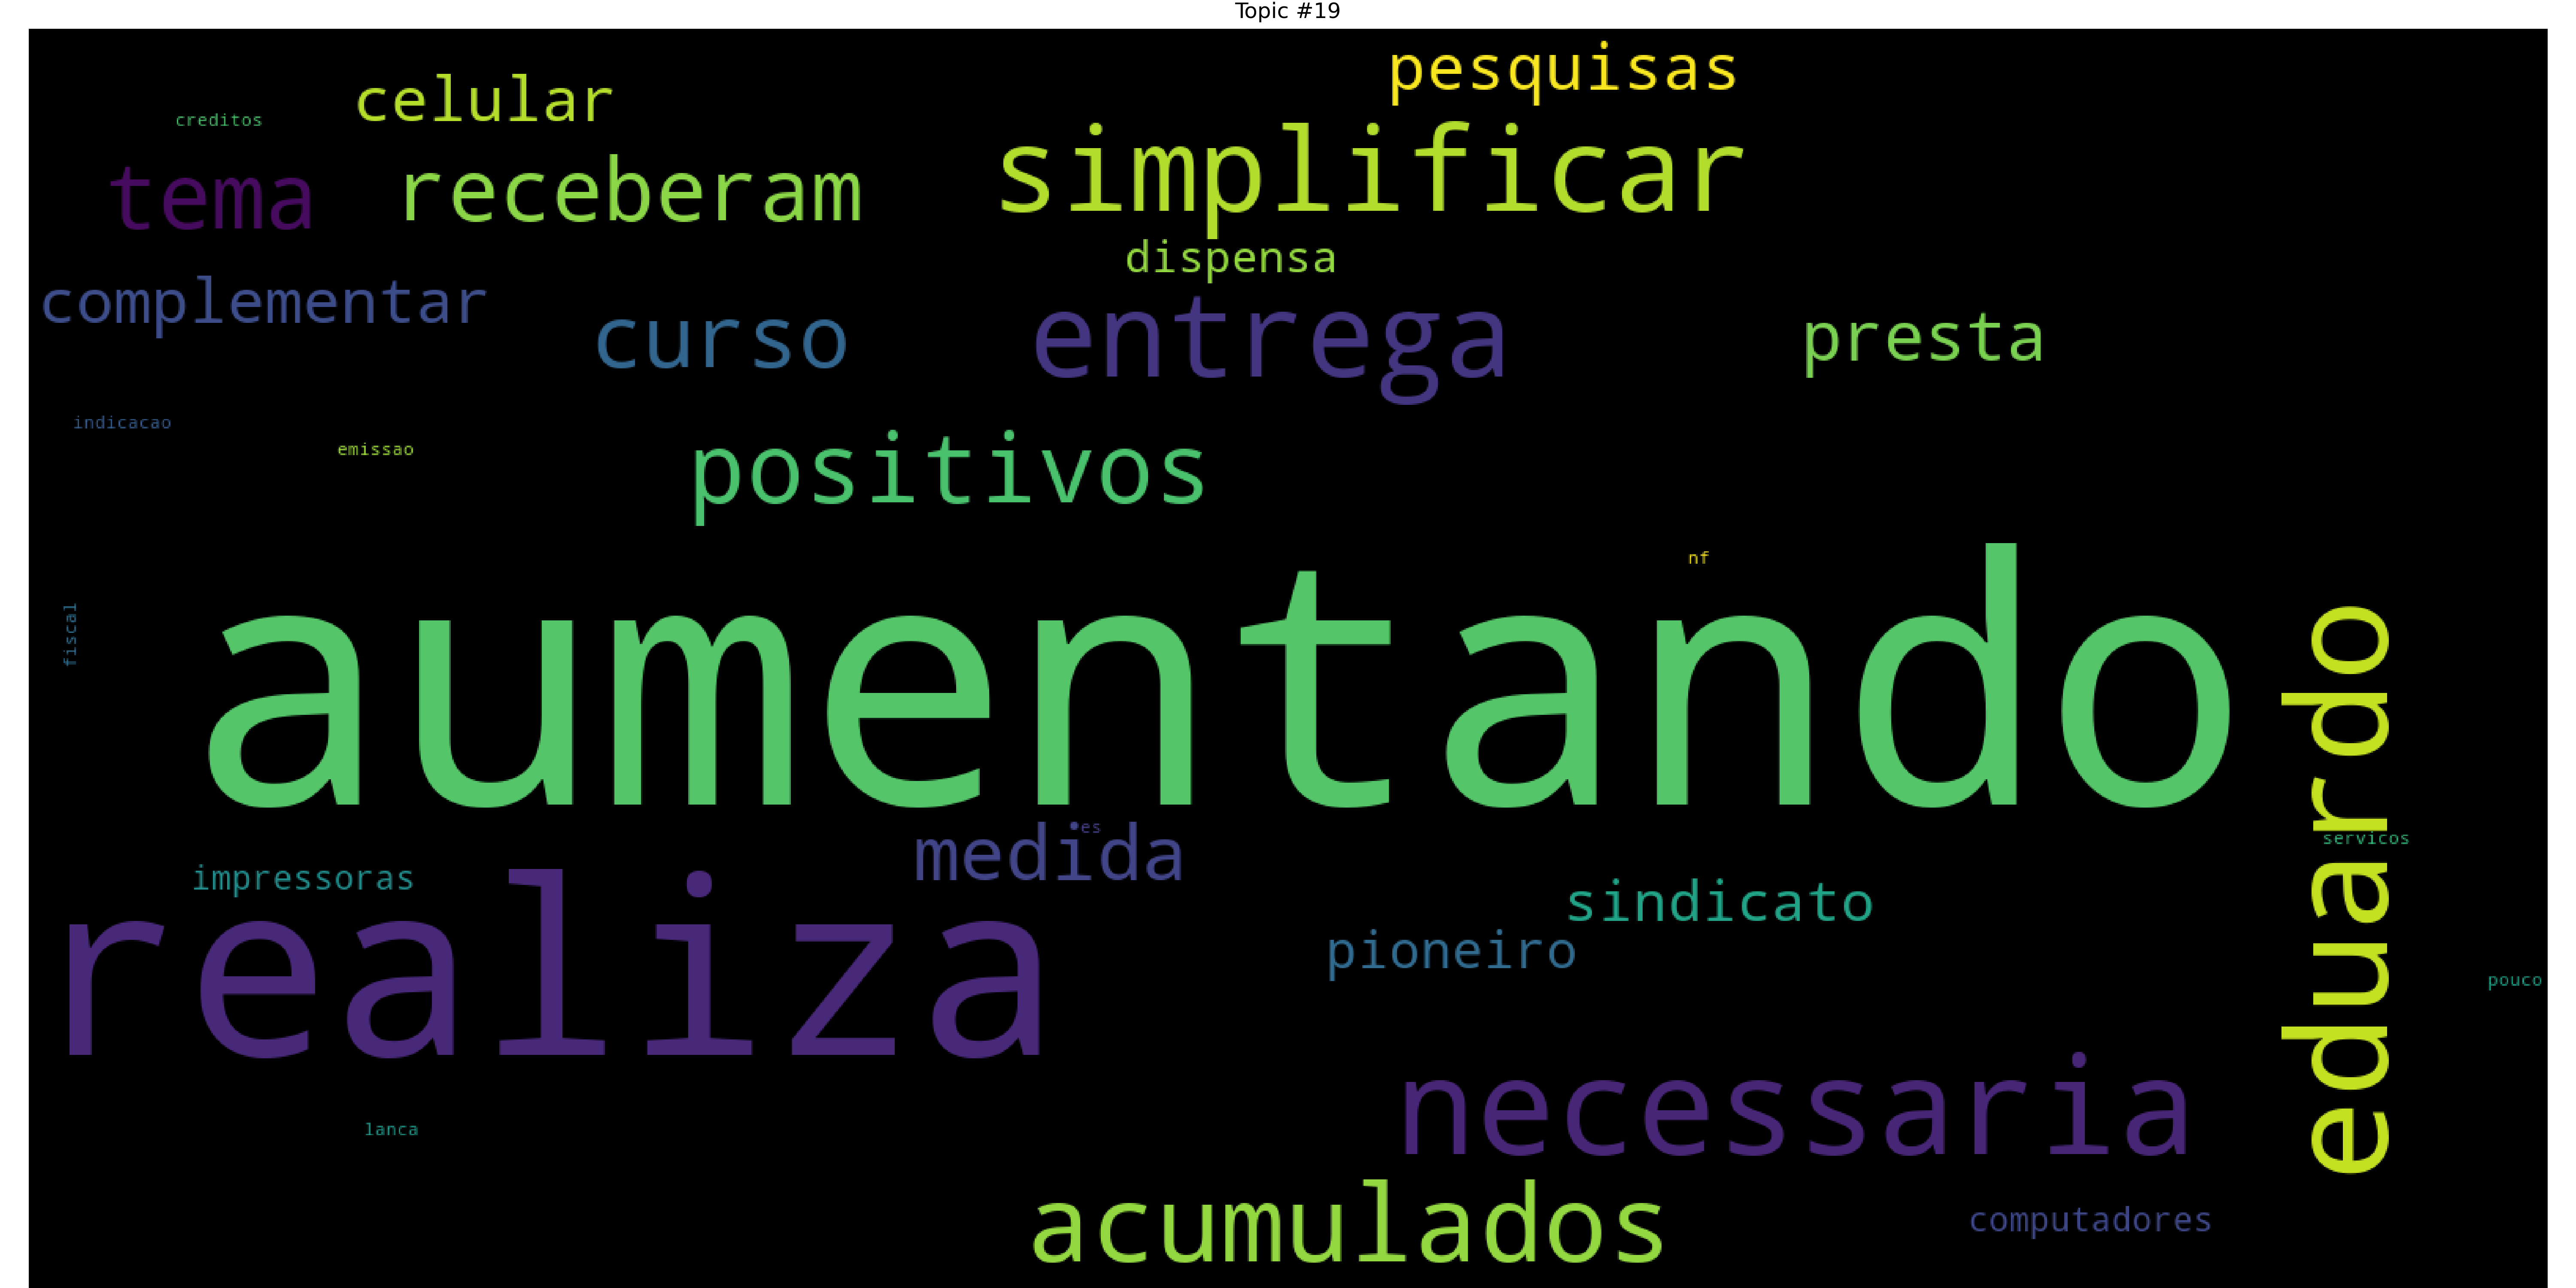 Topic #19
pesquisas
celular
creditos
simplificar
tema
receberam
dispensa
complementar
curso
entrega
presta
indicacao
emissao
positivos
nf
fiscal
aumentando
eduardo
es
medida
servicos
impressoras
sindicato
realiza
pioneiro
pouco
necessaria
lanca
acumulados
computadores